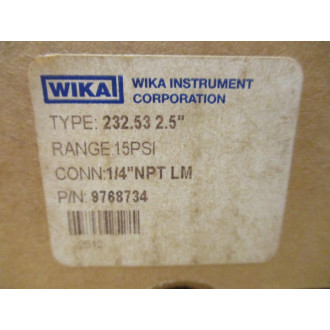 WIKA
WIKA INSTRUMENT
CORPORATION
TYPE: 232.53 2.5"
RANGE:15PSI
CONN:1/4"NPT LM
P/N: 9768734